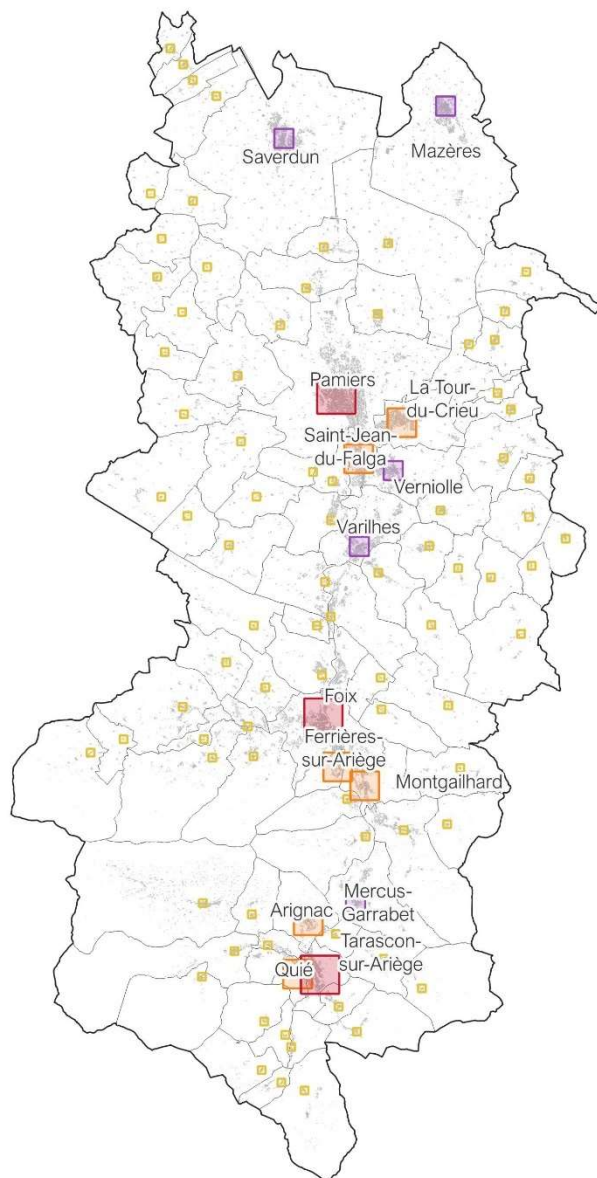 Saverdun
Mazères
Pamiers
La Tour-
du-Crieu
Saint-Jean-
du-Falga
Verniolle
Varilhes
Foix
Ferrières-
sur-Ariège
Montgailhard
Mercus-
Garrabet
Arignac
Tarascon-
sur-Ariège
Quié